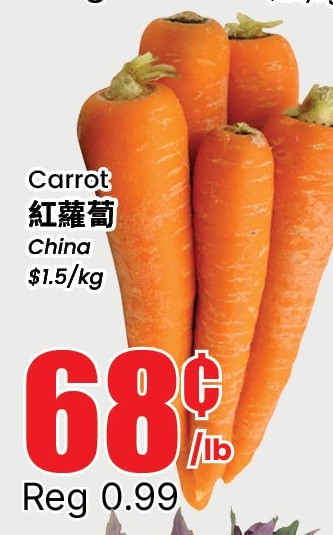 Carrot
紅蘿蔔
China
$1.5/kg
68¢
/lb
Reg 0.99